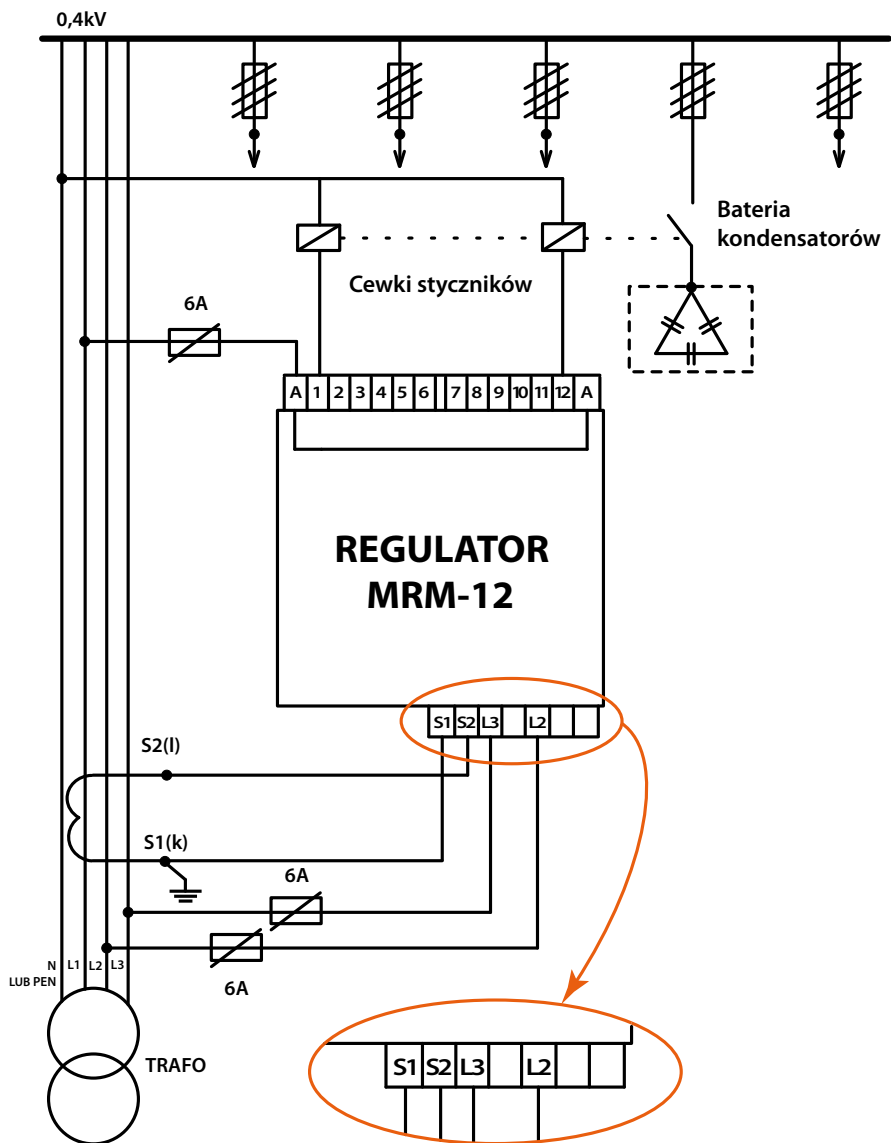 0,4kV
Bateria
kondensatorów
Cewki styczników
6A
A 1 2 3 4 5 6 7 8 9 10 11 12 A
REGULATOR
MRM-12
S1 S2 L3 L2
S2(l)
S1(k)
6A
6A
N L1 L2 L3
LUB PEN
TRAFO
S1 S2 L3 L2